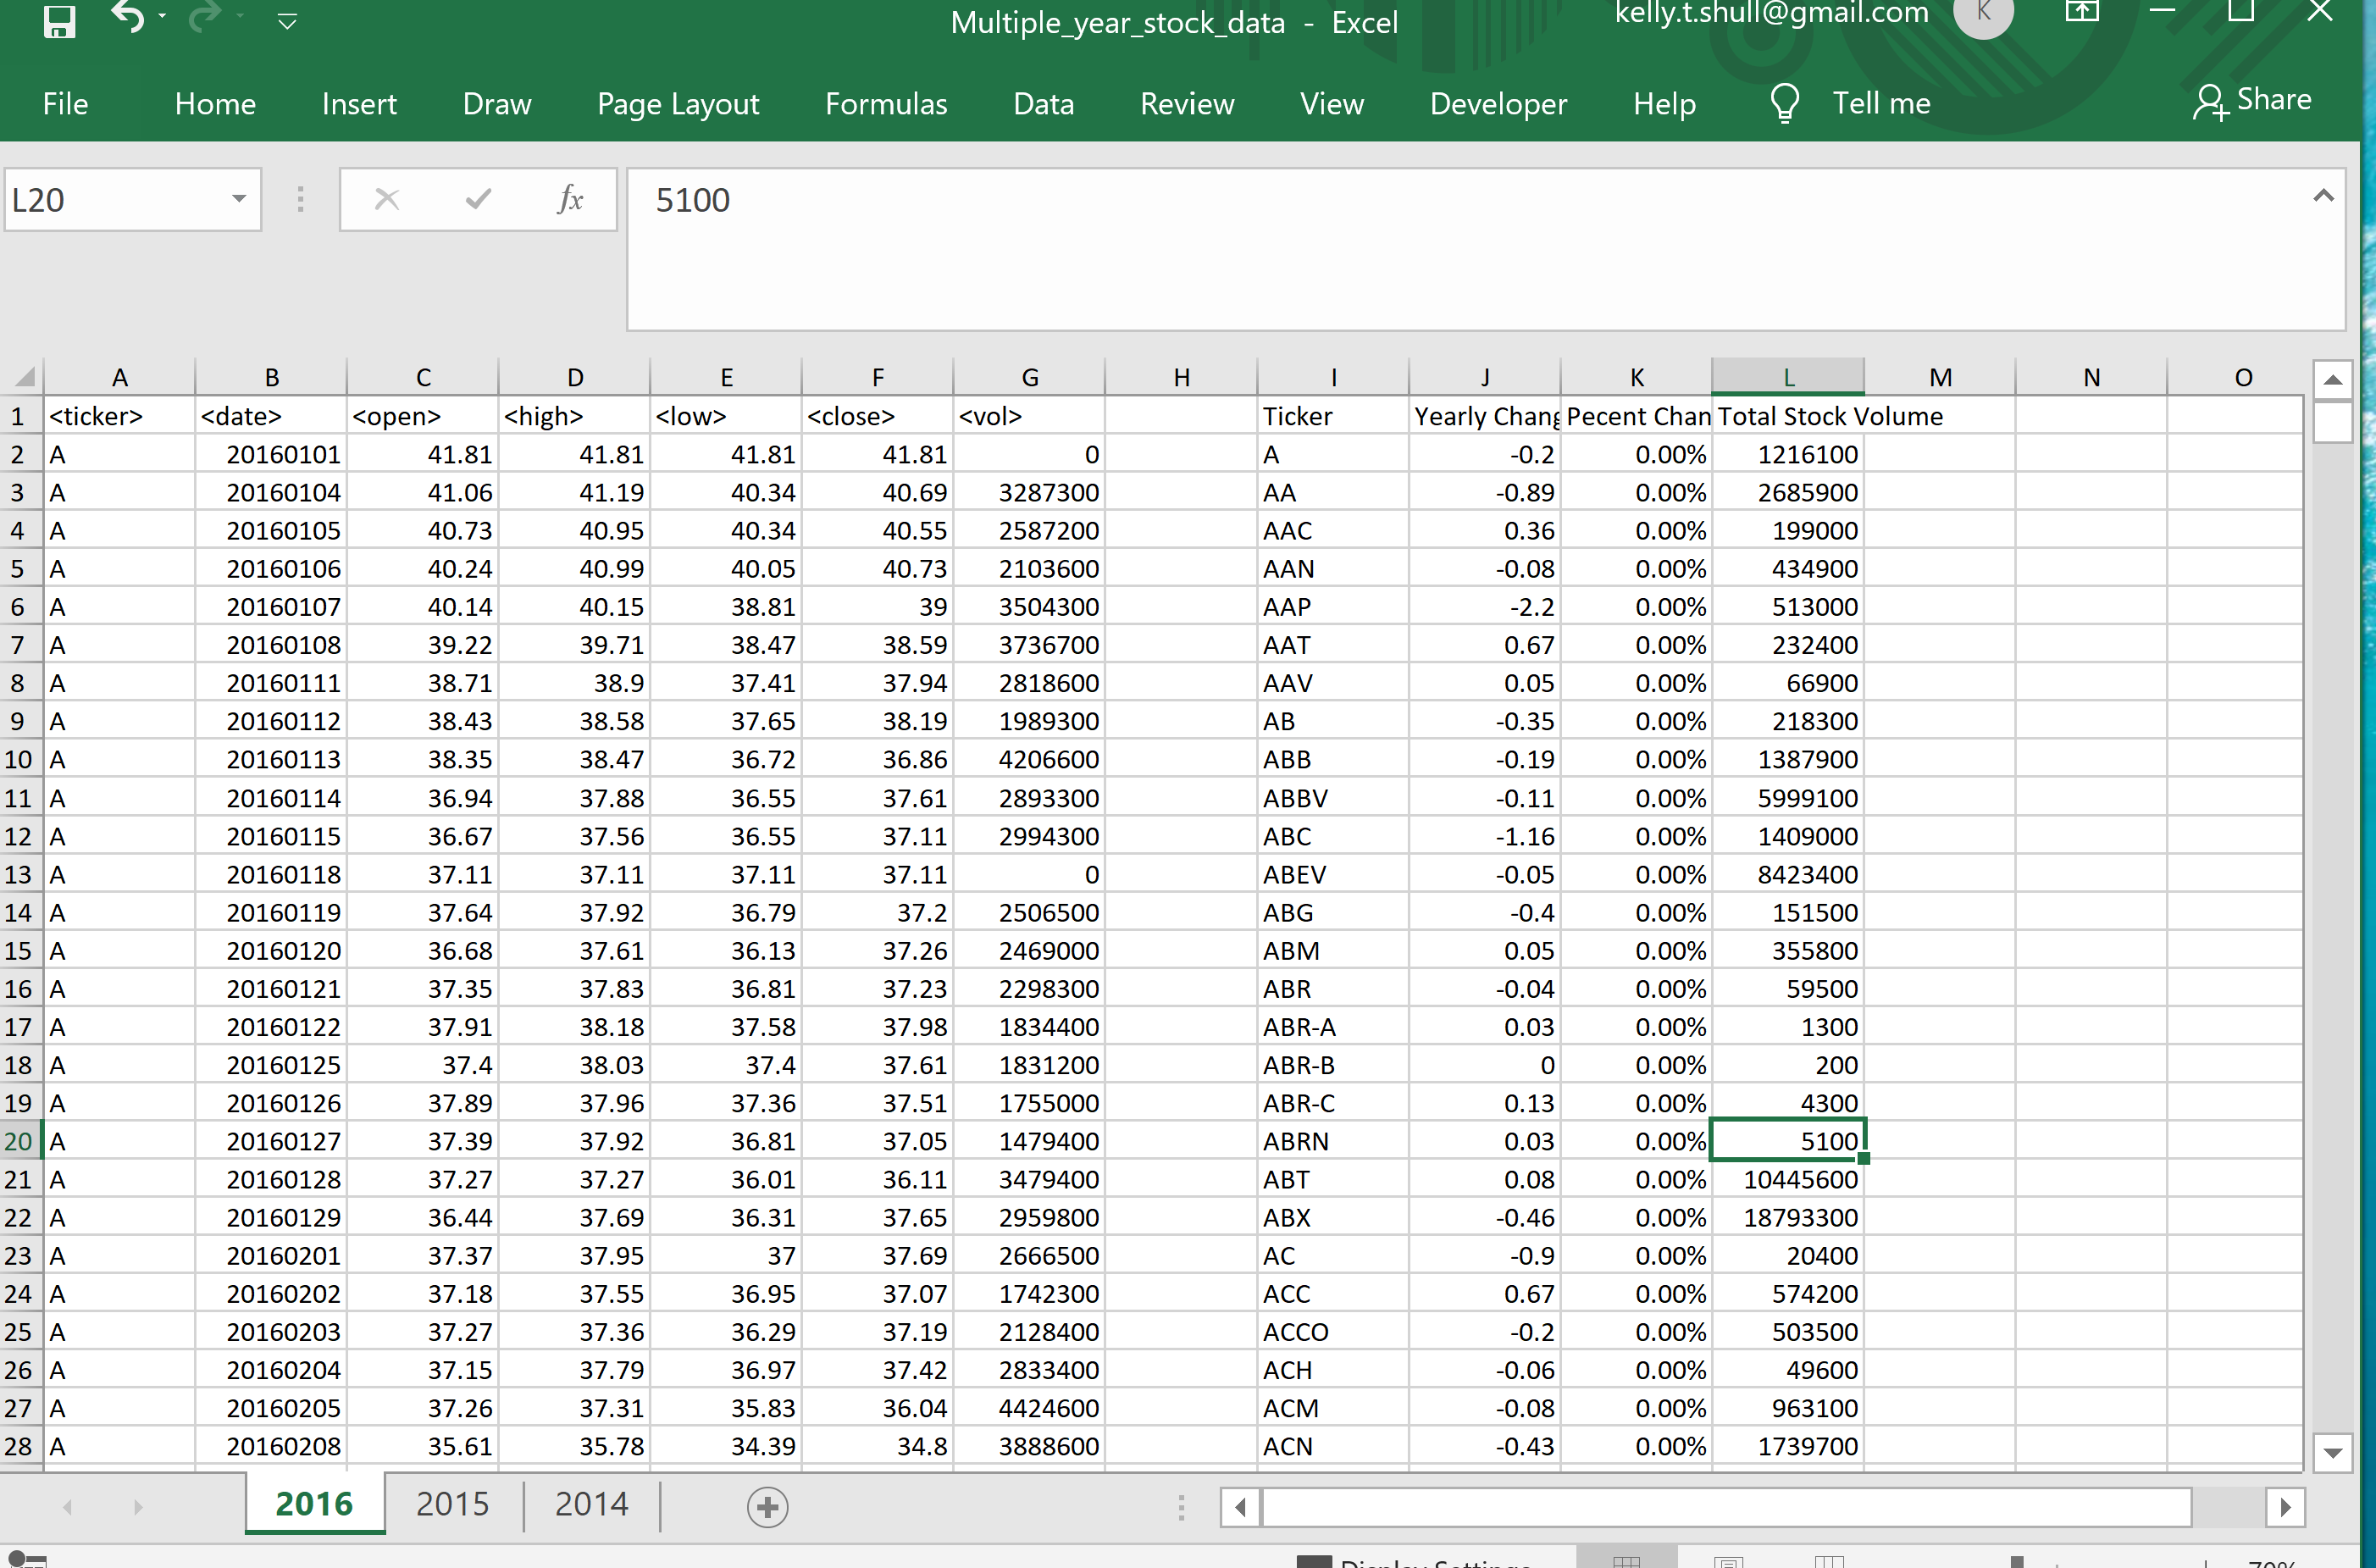 Multiple_year_stock_data - Excel kelly.t.shull@gmail.com K
File Home Insert Draw Page Layout Formulas Data Review View Developer Help Tell me Share
L20 fx 5100
A B C D E F G H I J K L M N O
1 <ticker> <date> <open> <high> <low> <close> <vol> Ticker Yearly Chang Pecent Chan Total Stock Volume
2 A 20160101 41.81 41.81 41.81 41.81 0 A -0.2 0.00% 1216100
3 A 20160104 41.06 41.19 40.34 40.69 3287300 AA -0.89 0.00% 2685900
4 A 20160105 40.73 40.95 40.34 40.55 2587200 AAC 0.36 0.00% 199000
5 A 20160106 40.24 40.99 40.05 40.73 2103600 AAN -0.08 0.00% 434900
6 A 20160107 40.14 40.15 38.81 39 3504300 AAP -2.2 0.00% 513000
7 A 20160108 39.22 39.71 38.47 38.59 3736700 AAT 0.67 0.00% 232400
8 A 20160111 38.71 38.9 37.41 37.94 2818600 AAV 0.05 0.00% 66900
9 A 20160112 38.43 38.58 37.65 38.19 1989300 AB -0.35 0.00% 218300
10 A 20160113 38.35 38.47 36.72 36.86 4206600 ABB -0.19 0.00% 1387900
11 A 20160114 36.94 37.88 36.55 37.61 2893300 ABBV -0.11 0.00% 5999100
12 A 20160115 36.67 37.56 36.55 37.11 2994300 ABC -1.16 0.00% 1409000
13 A 20160118 37.11 37.11 37.11 37.11 0 ABEV -0.05 0.00% 8423400
14 A 20160119 37.64 37.92 36.79 37.2 2506500 ABG -0.4 0.00% 151500
15 A 20160120 36.68 37.61 36.13 37.26 2469000 ABM 0.05 0.00% 355800
16 A 20160121 37.35 37.83 36.81 37.23 2298300 ABR -0.04 0.00% 59500
17 A 20160122 37.91 38.18 37.58 37.98 1834400 ABR-A 0.03 0.00% 1300
18 A 20160125 37.4 38.03 37.4 37.61 1831200 ABR-B 0 0.00% 200
19 A 20160126 37.89 37.96 37.36 37.51 1755000 ABR-C 0.13 0.00% 4300
20 A 20160127 37.39 37.92 36.81 37.05 1479400 ABRN 0.03 0.00% 5100
21 A 20160128 37.27 37.27 36.01 36.11 3479400 ABT 0.08 0.00% 10445600
22 A 20160129 36.44 37.69 36.31 37.65 2959800 ABX -0.46 0.00% 18793300
23 A 20160201 37.37 37.95 37 37.69 2666500 AC -0.9 0.00% 20400
24 A 20160202 37.18 37.55 36.95 37.07 1742300 ACC 0.67 0.00% 574200
25 A 20160203 37.27 37.36 36.29 37.19 2128400 ACCO -0.2 0.00% 503500
26 A 20160204 37.15 37.79 36.97 37.42 2833400 ACH -0.06 0.00% 49600
27 A 20160205 37.26 37.31 35.83 36.04 4424600 ACM -0.08 0.00% 963100
28 A 20160208 35.61 35.78 34.39 34.8 3888600 ACN -0.43 0.00% 1739700
2016 2015 2014
Display Settings 70%